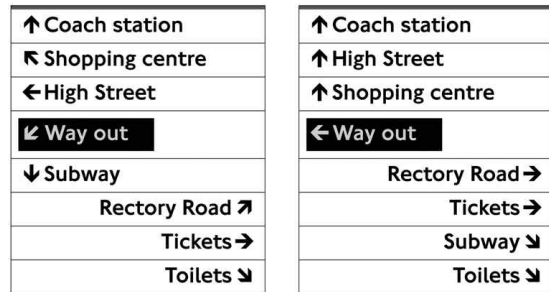 ↑ Coach station
↖ Shopping centre
← High Street
↙ Way out
↓ Subway
Rectory Road ↗
Tickets →
Toilets ↘
↑ Coach station
↑ High Street
↑ Shopping centre
← Way out
Rectory Road →
Tickets →
Subway ↘
Toilets ↘